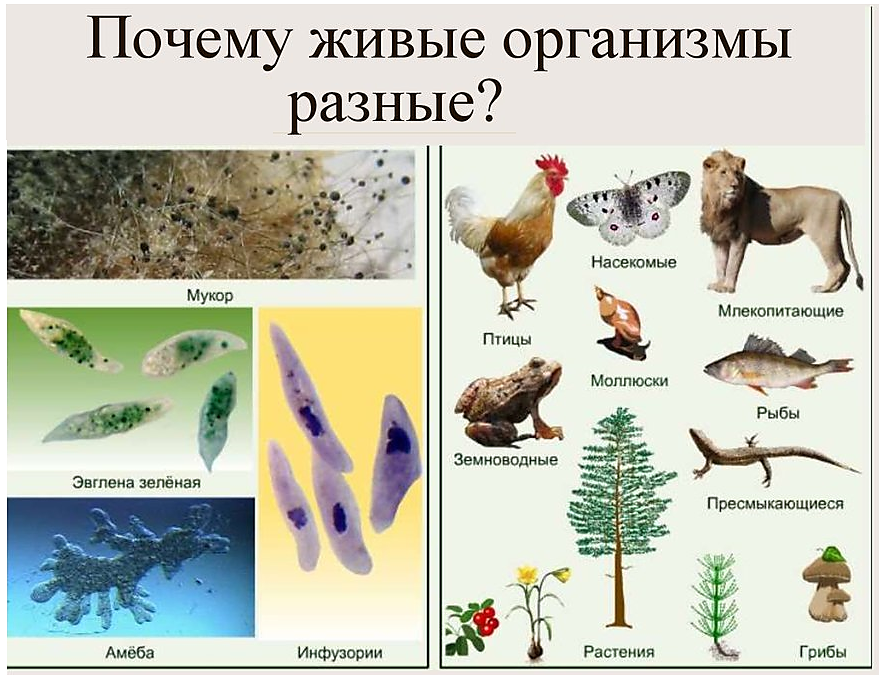 Почему живые организмы
разные?
Мукор
Эвглена зелёная
Амёба
Инфузории
Птицы
Насекомые
Млекопитающие
Моллюски
Рыбы
Земноводные
Пресмыкающиеся
Растения
Грибы